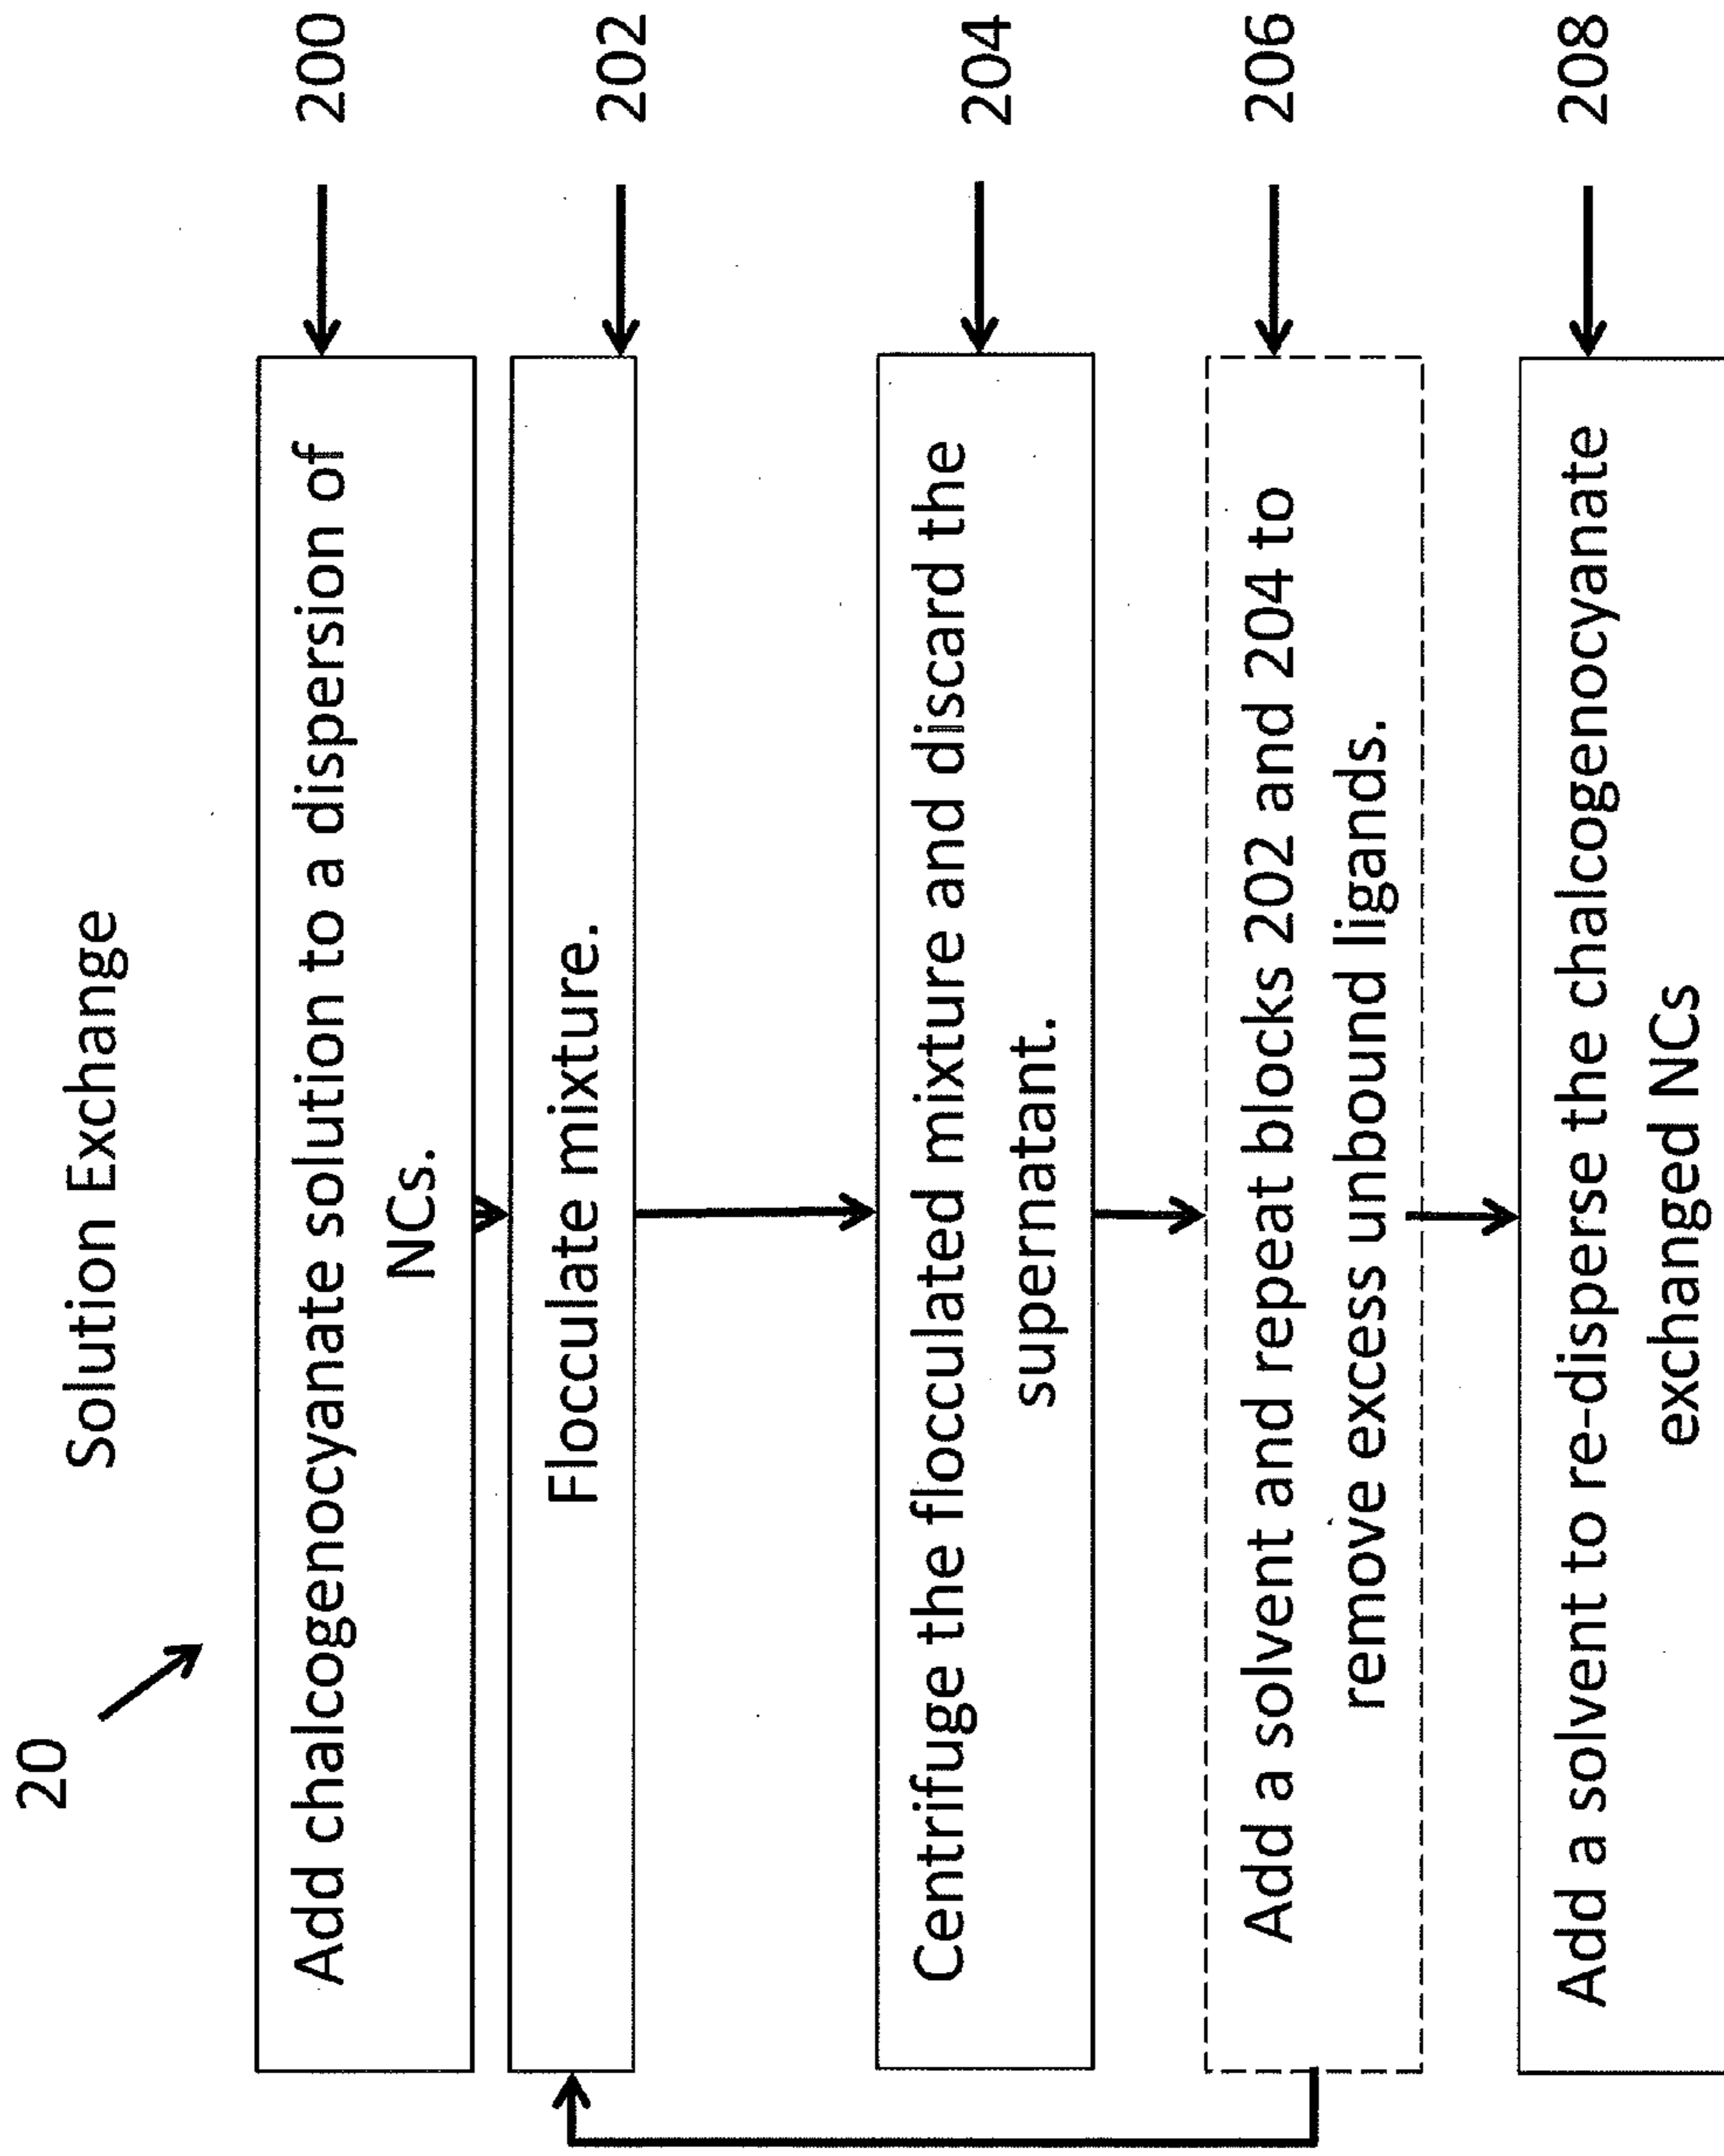 20
Solution Exchange
Add chalcogenocyanate solution to a dispersion of
NCs.
200
Flocculate mixture.
202
Centrifuge the flocculated mixture and discard the
supernatant.
204
Add a solvent and repeat blocks 202 and 204 to
remove excess unbound ligands.
206
Add a solvent to re-disperse the chalcogenocyanate
exchanged NCs
208